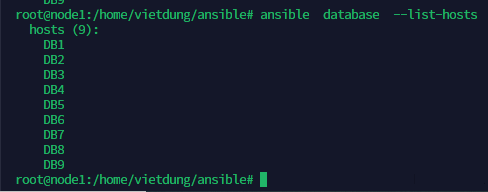 root@node1:/home/vietdung/ansible# ansible  database  --list-hosts
  hosts (9):
    DB1
    DB2
    DB3
    DB4
    DB5
    DB6
    DB7
    DB8
    DB9
root@node1:/home/vietdung/ansible#